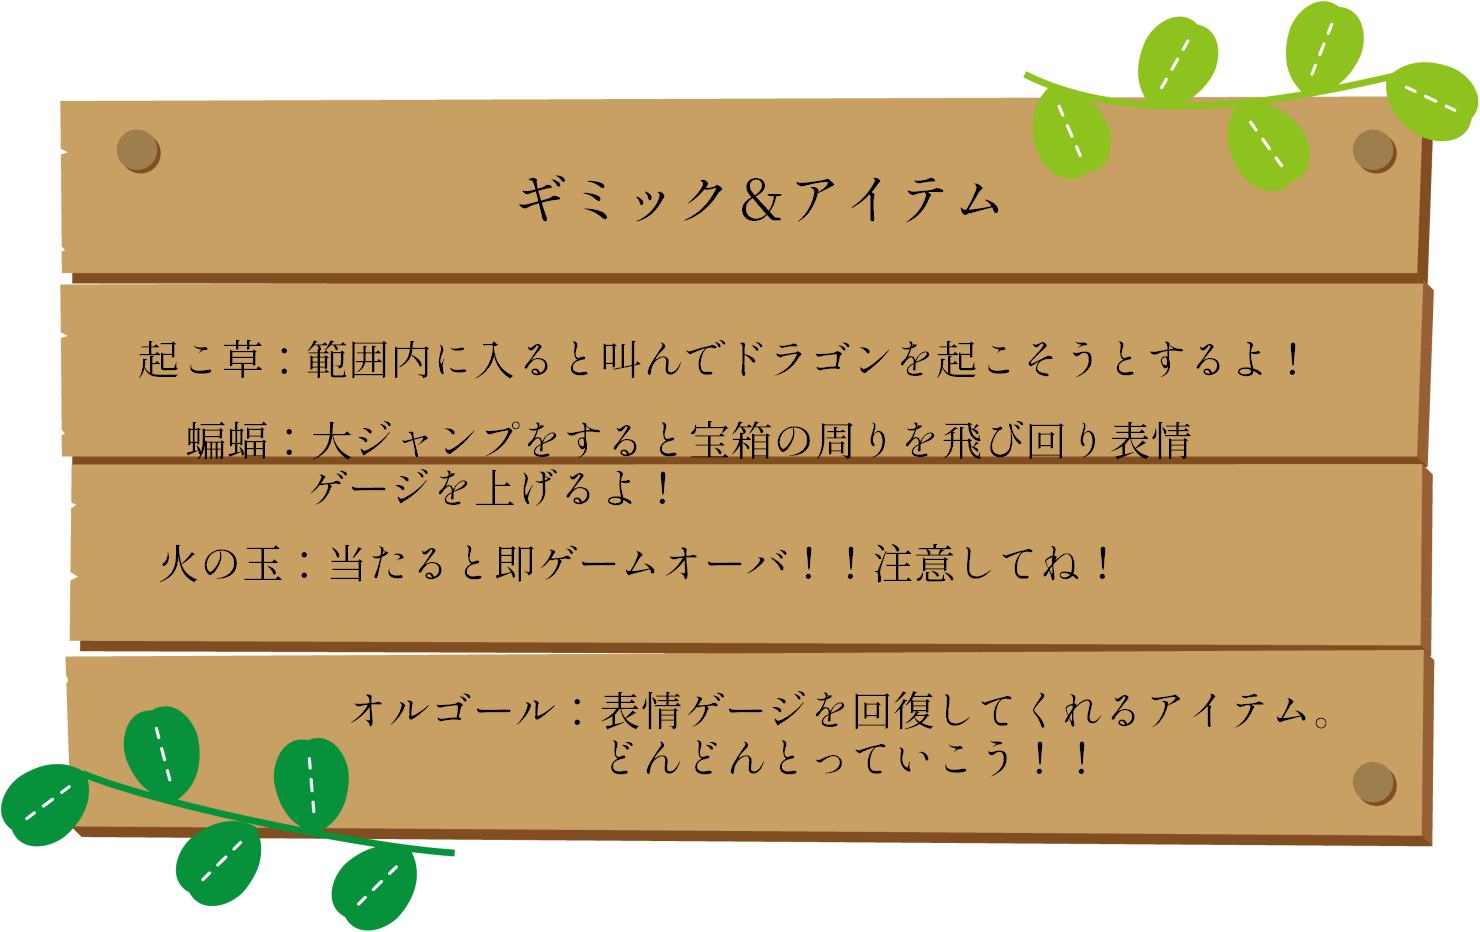 ギミック＆アイテム
起こ草：範囲内に入ると叫んでドラゴンを起こそうとするよ！
蝙蝠：大ジャンプをすると宝箱の周りを飛び回り表情
ゲージを上げるよ！
火の玉：当たると即ゲームオーバ！！注意してね！
オルゴール：表情ゲージを回復してくれるアイテム。
どんどんとっていこう！！